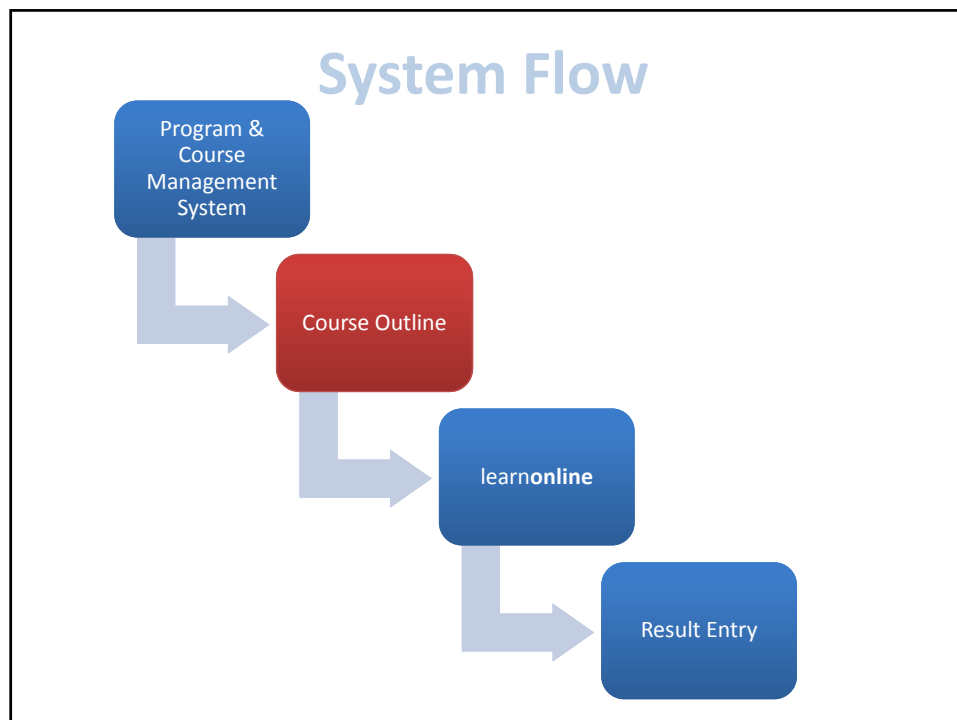 System Flow
Program &
Course
Management
System
Course Outline
learnonline
Result Entry